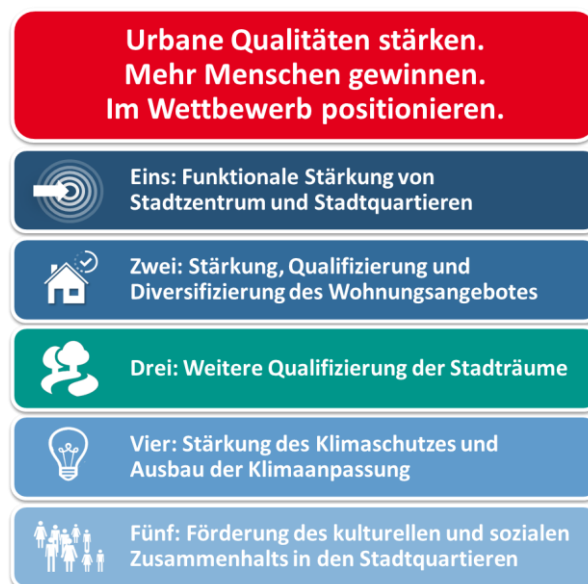 Urbane Qualitäten stärken.
Mehr Menschen gewinnen.
Im Wettbewerb positionieren.
Eins: Funktionale Stärkung von
Stadtzentrum und Stadtquartieren
Zwei: Stärkung, Qualifizierung und
Diversifizierung des Wohnungsangebotes
Drei: Weitere Qualifizierung der Stadträume
Vier: Stärkung des Klimaschutzes und
Ausbau der Klimaanpassung
Fünf: Förderung des kulturellen und sozialen
Zusammenhalts in den Stadtquartieren